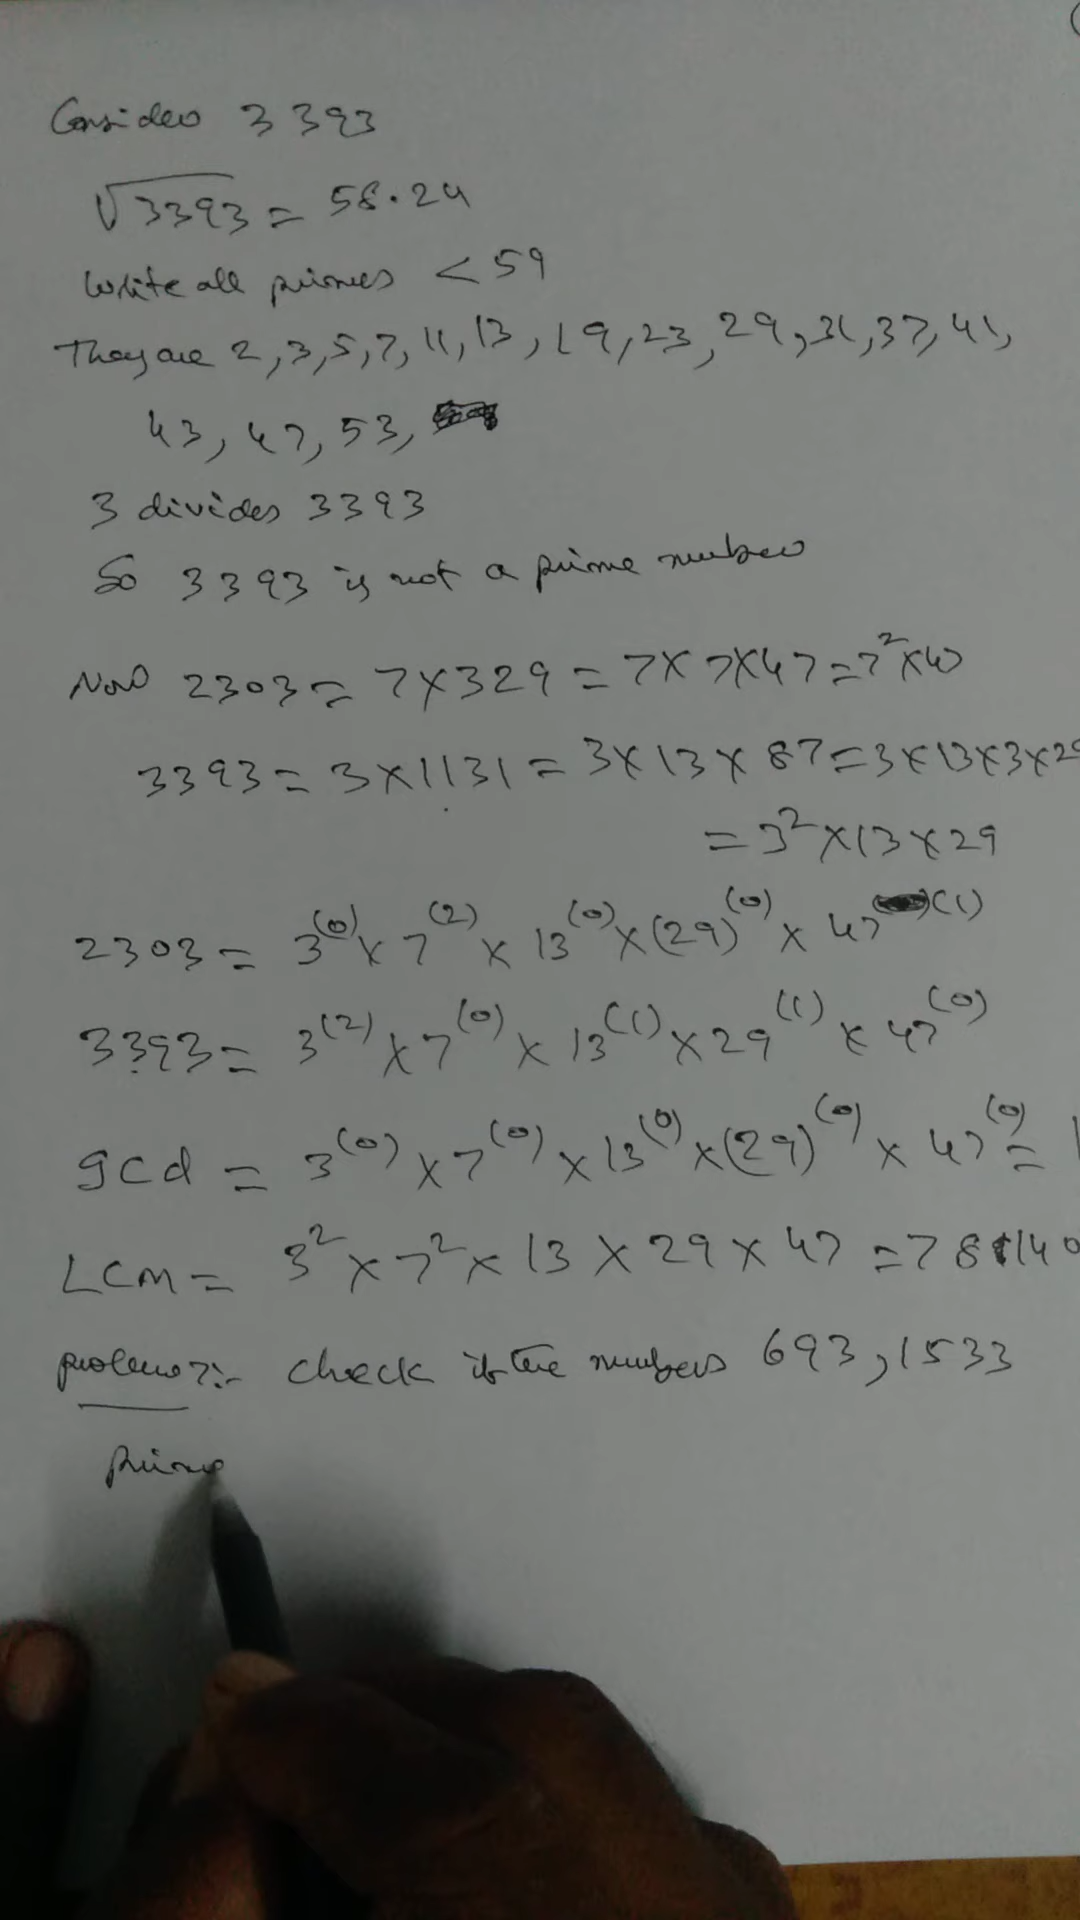 Consider 3393
√3393 = 58.24
Write all primes < 59
They are 2, 3, 5, 7, 11, 13, 19, 23, 29, 31, 37, 41,
43, 47, 53,
3 divides 3393
So 3393 is not a prime number
Now 2303 = 7×329 = 7×7×47 = 7²×47
3393 = 3×1131 = 3×13×87 = 3×13×3×29
= 3²×13×29
2303 = 3^(0) × 7^(2) × 13^(0) × (29)^(0) × 47^(1)
3393 = 3^(2) × 7^(0) × 13^(1) × 29^(1) × 47^(0)
gcd = 3^(0) × 7^(0) × 13^(0) × (29)^(0) × 47^(0) = 1
LCM = 3² × 7² × 13 × 29 × 47 = 78140
problem 7:- check if the numbers 693, 1533
prime